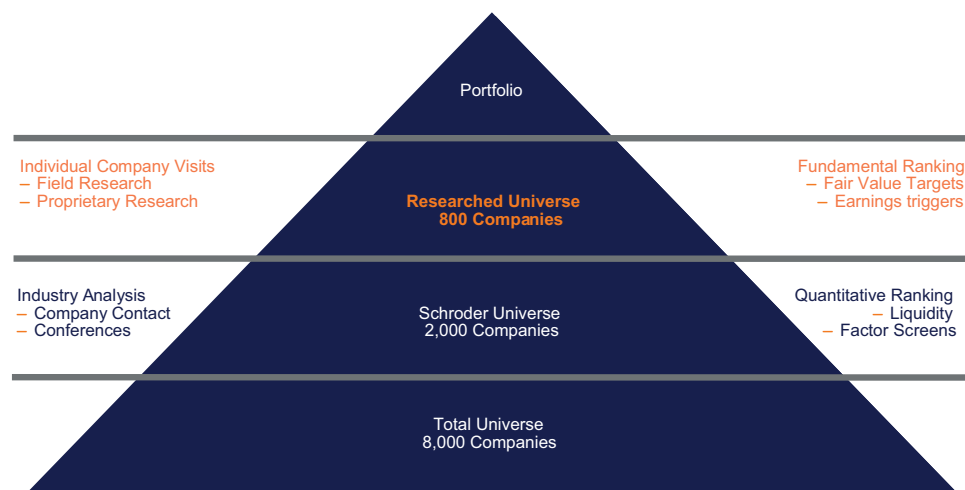 Portfolio
Individual Company Visits
– Field Research
– Proprietary Research
Researched Universe
800 Companies
Fundamental Ranking
– Fair Value Targets
– Earnings triggers
Industry Analysis
– Company Contact
– Conferences
Schroder Universe
2,000 Companies
Quantitative Ranking
– Liquidity
– Factor Screens
Total Universe
8,000 Companies